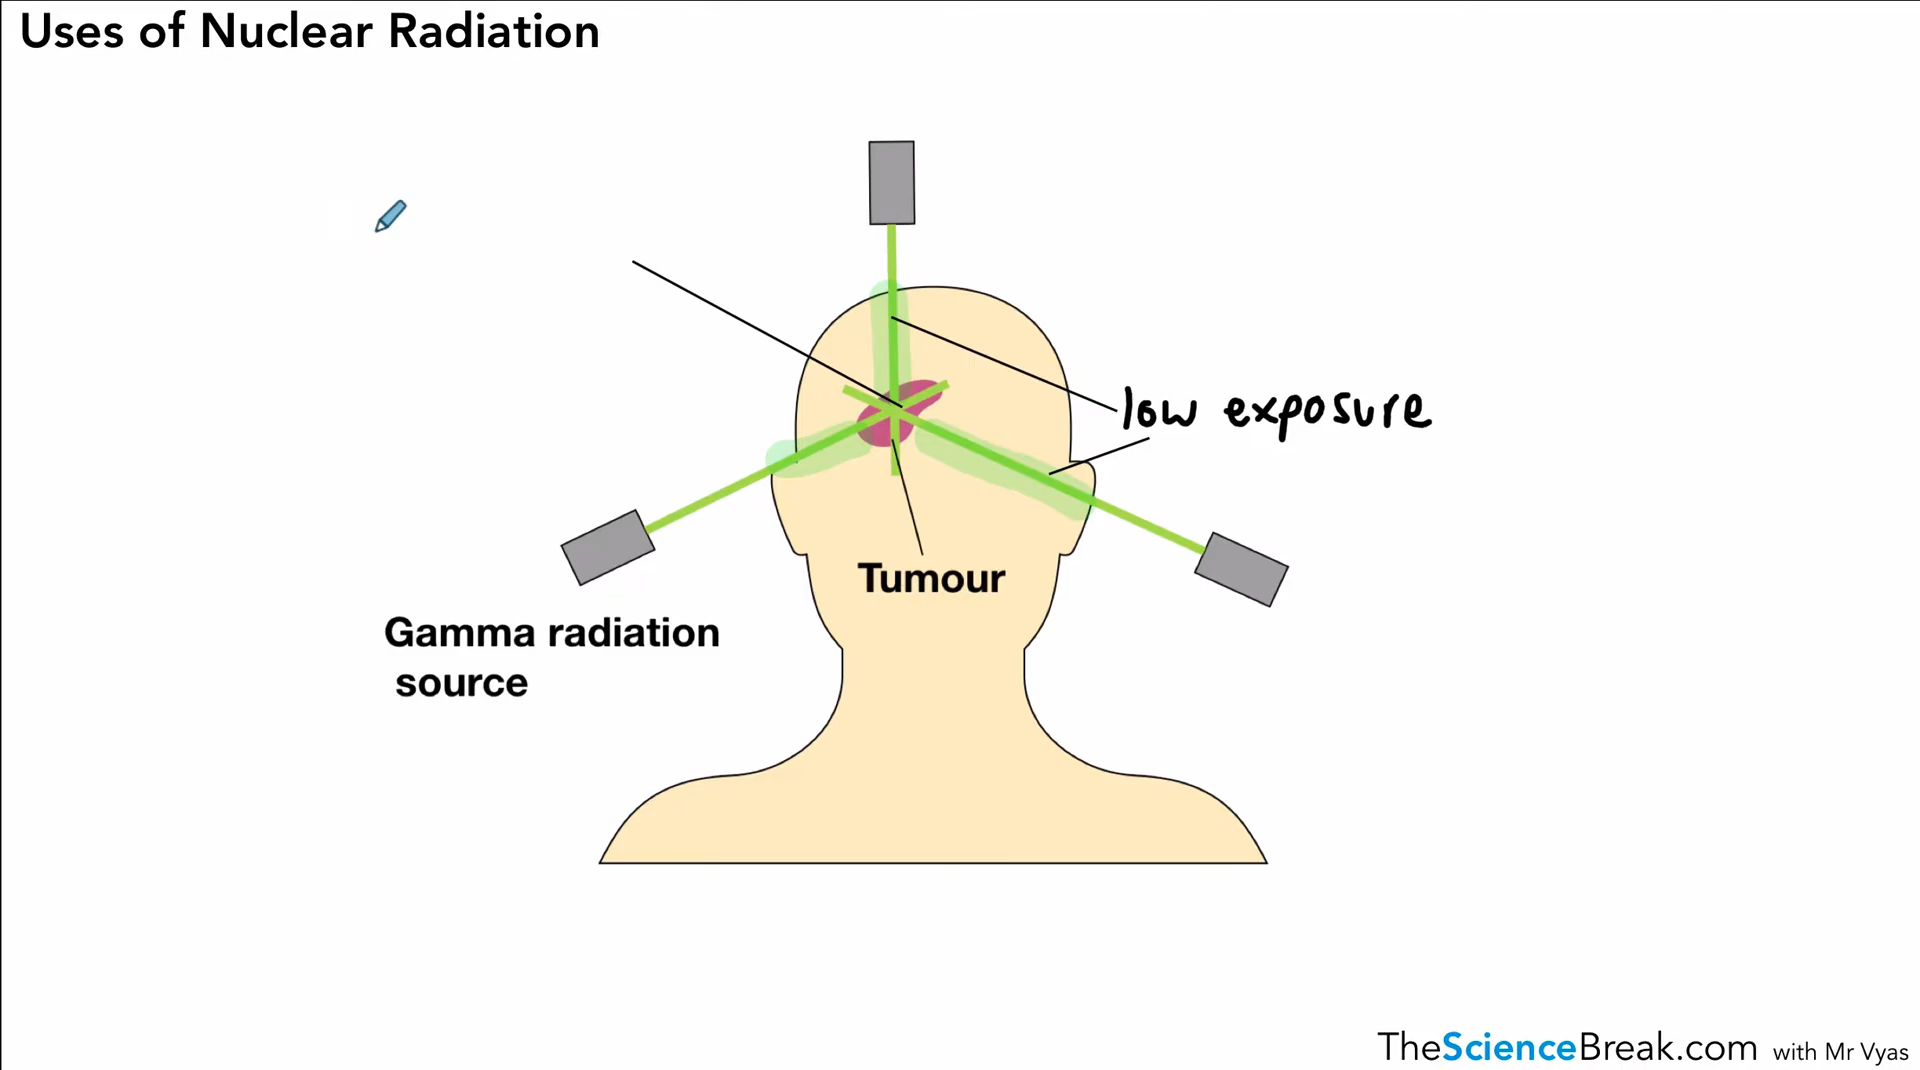 Uses of Nuclear Radiation
low exposure
Tumour
Gamma radiation
source
TheScienceBreak.com with Mr Vyas